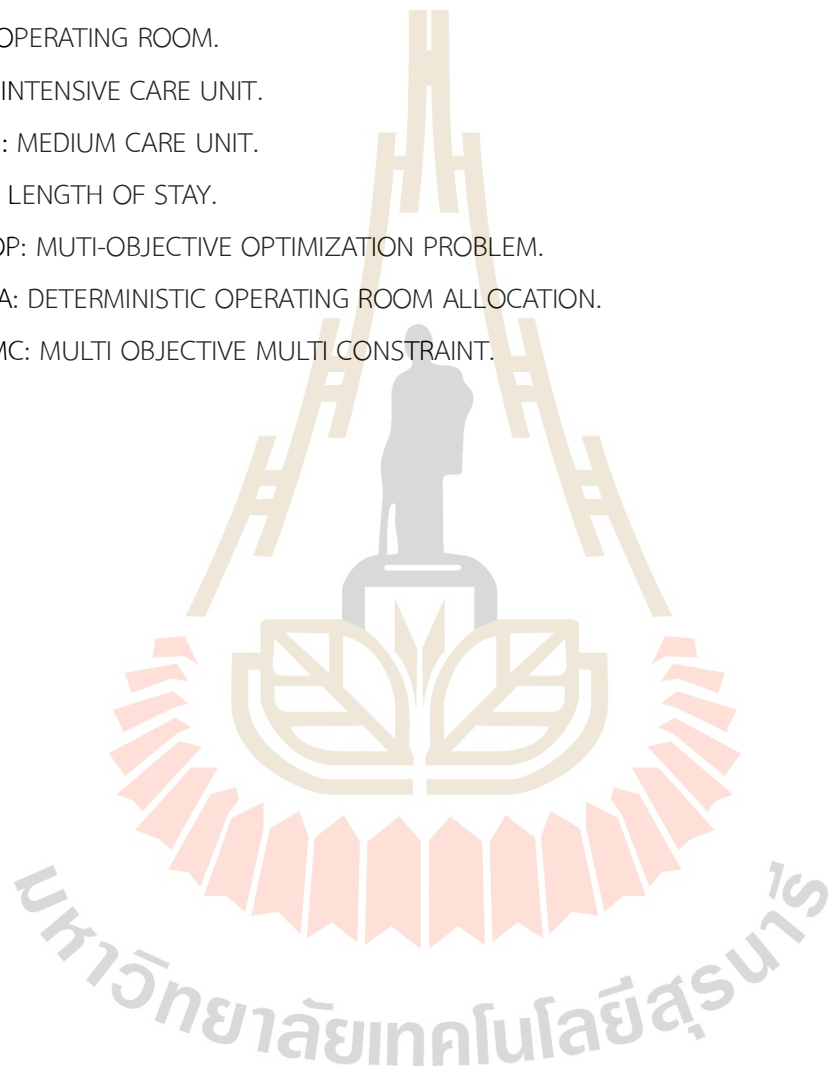 OPERATING ROOM.
INTENSIVE CARE UNIT.
: MEDIUM CARE UNIT.
LENGTH OF STAY.
OP: MUTI-OBJECTIVE OPTIMIZATION PROBLEM.
A: DETERMINISTIC OPERATING ROOM ALLOCATION.
MC: MULTI OBJECTIVE MULTI CONSTRAINT.
มหาวิทยาลัยเทคโนโลยีสุรนารี